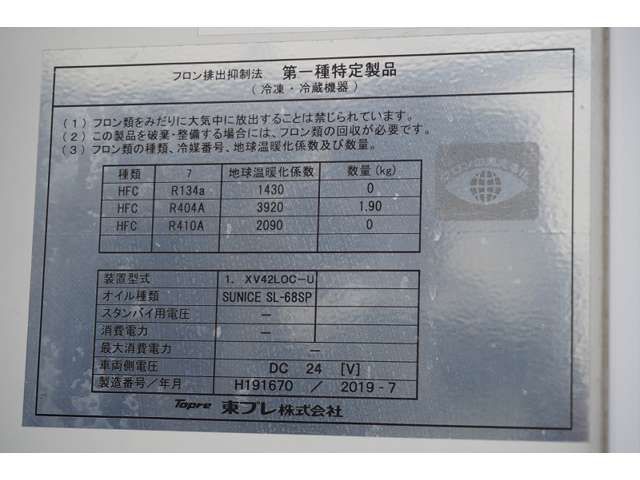 フロン排出抑制法 第一種特定製品
(冷凍・冷蔵機器)
(1)フロン類をみだりに大気中に放出することは禁じられています。
(2)この製品を破棄・整備する場合には、フロン類の回収が必要です。
(3)フロン類の種類、冷媒番号、地球温暖化係数及び数量。
種類 7 地球温暖化係数 数量(kg)
HFC R134a 1430 0
HFC R404A 3920 1.90
HFC R410A 2090 0
装置型式 1. XV42LOC-U
オイル種類 SUNICE SL-68SP
スタンバイ用電圧 —
消費電力 —
最大消費電力 —
車両側電圧 DC 24 [V]
製造番号/年月 H191670 / 2019-7
Topre 東プレ株式会社